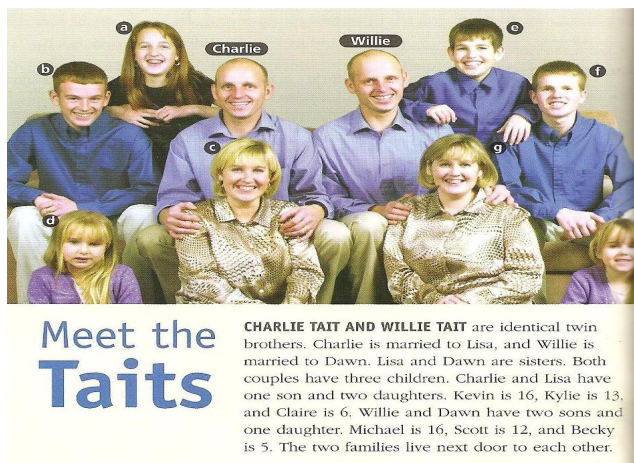 a
Charlie
Willie
e
b
f
c
g
d
Meet the
Taits
CHARLIE TAIT AND WILLIE TAIT are identical twin
brothers. Charlie is married to Lisa, and Willie is
married to Dawn. Lisa and Dawn are sisters. Both
couples have three children. Charlie and Lisa have
one son and two daughters. Kevin is 16, Kylie is 13,
and Claire is 6. Willie and Dawn have two sons and
one daughter. Michael is 16, Scott is 12, and Becky
is 5. The two families live next door to each other.